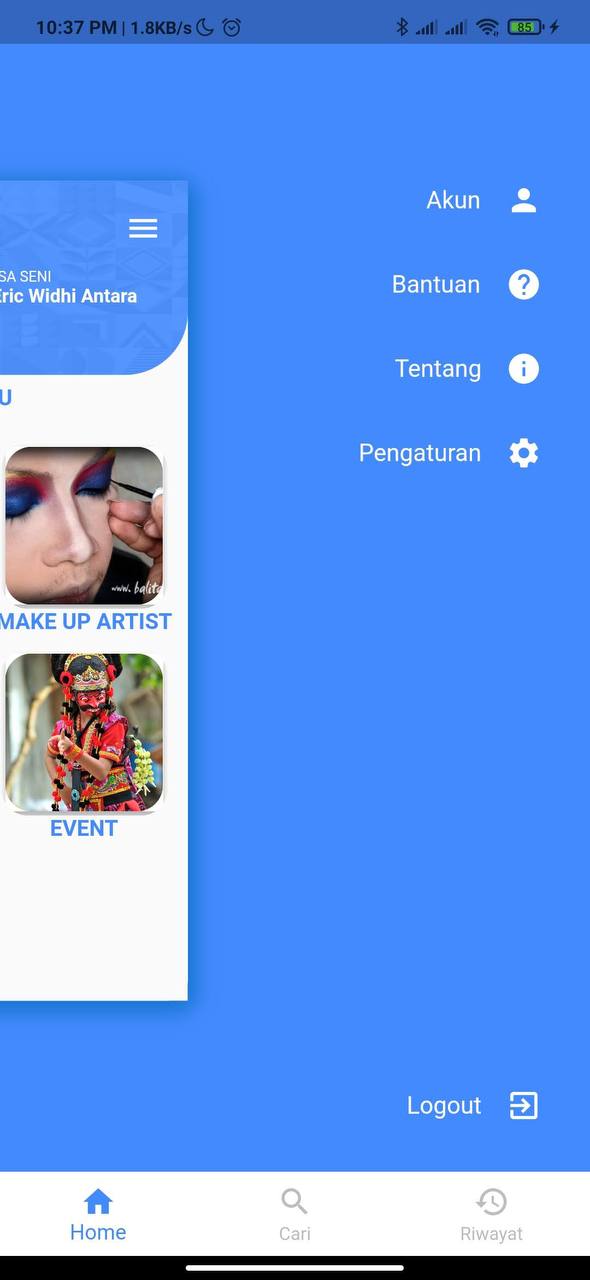 10:37 PM | 1.8KB/s
85
Akun
Bantuan
Tentang
Pengaturan
SA SENI
Eric Widhi Antara
U
www. balita
MAKE UP ARTIST
EVENT
Logout
Home
Cari
Riwayat